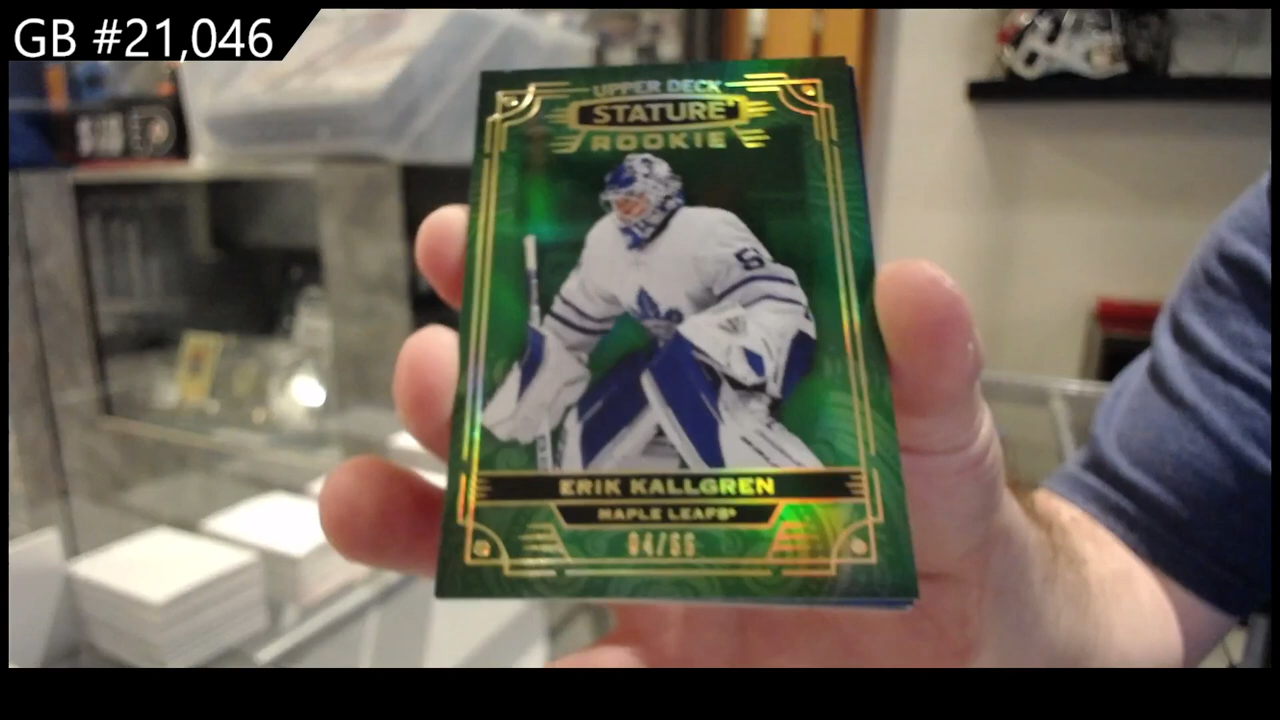 GB #21,046
UPPER DECK
STATURE
ROOKIE
ERIK KALLGREN
MAPLE LEAFS